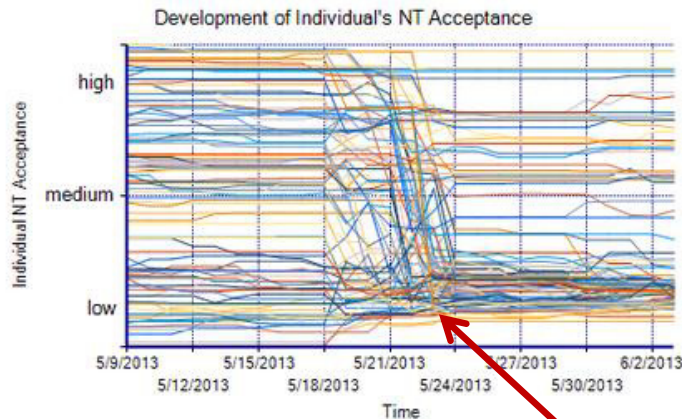 Development of Individual's NT Acceptance
high
medium
low
Individual NT Acceptance
5/9/2013 5/15/2013 5/21/2013 5/27/2013 6/2/2013
5/12/2013 5/18/2013 5/24/2013 5/30/2013
Time